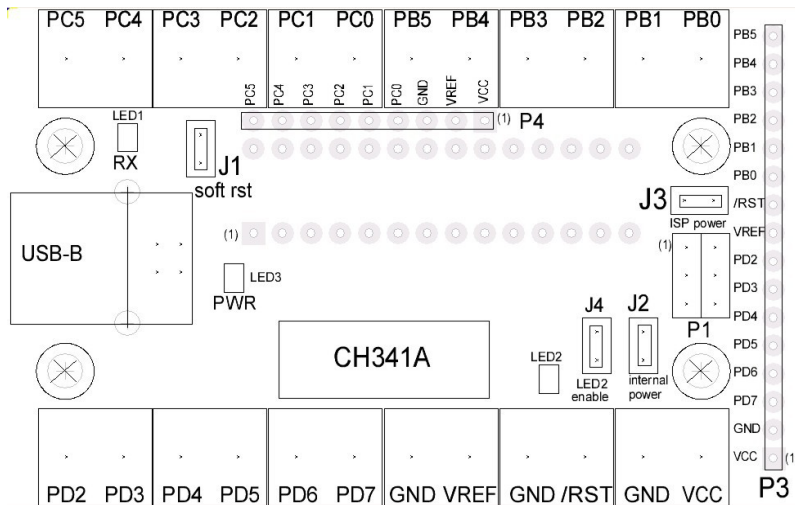 PC5 PC4 PC3 PC2 PC1 PC0 PB5 PB4 PB3 PB2 PB1 PB0
PC5 PC4 PC3 PC2 PC1 PC0 GND VREF VCC
(1) P4
LED1
RX
J1
soft rst
USB-B
(1)
LED3
PWR
CH341A
LED2
J4
LED2
enable
J2
internal
power
J3
ISP power
(1)
P1
PB5
PB4
PB3
PB2
PB1
PB0
/RST
VREF
PD2
PD3
PD4
PD5
PD6
PD7
GND
VCC (1
P3
PD2 PD3 PD4 PD5 PD6 PD7 GND VREF GND /RST GND VCC